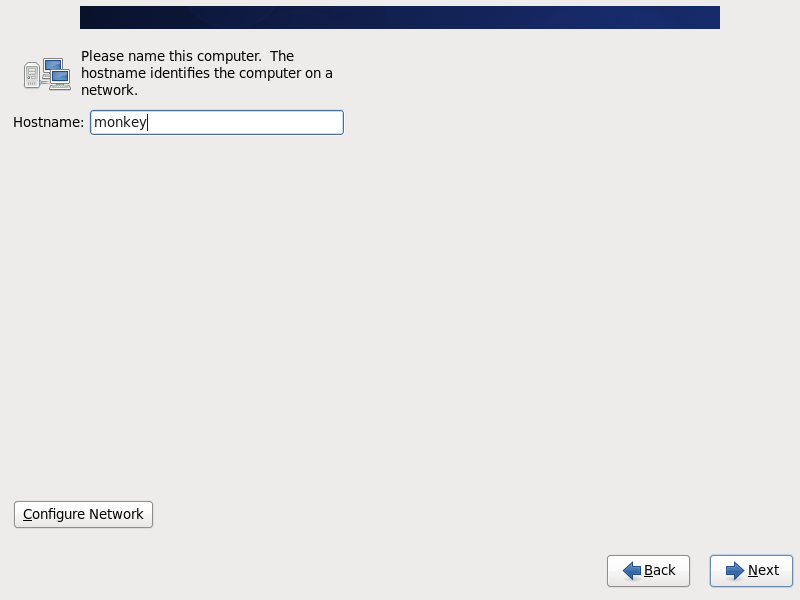 Please name this computer.  The
hostname identifies the computer on a
network.
Hostname: monkey
Configure Network
Back
Next